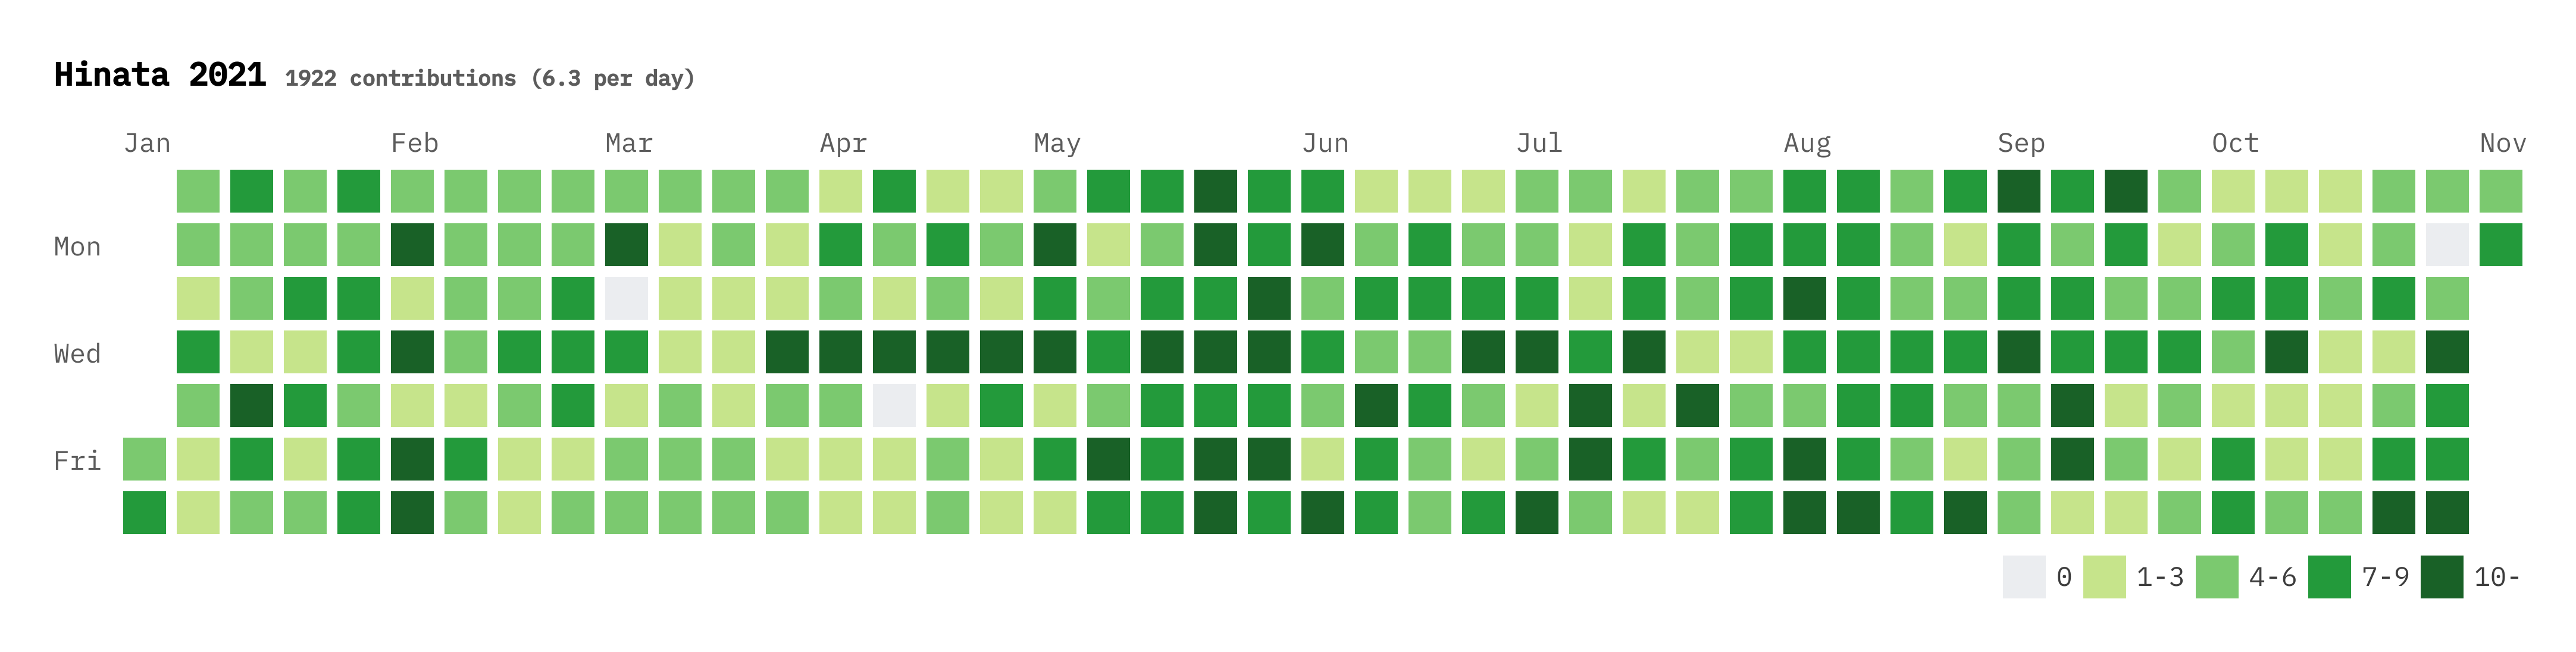 Hinata 2021 1922 contributions (6.3 per day)
Jan Feb Mar Apr May Jun Jul Aug Sep Oct Nov
Mon
Wed
Fri
0 1-3 4-6 7-9 10-